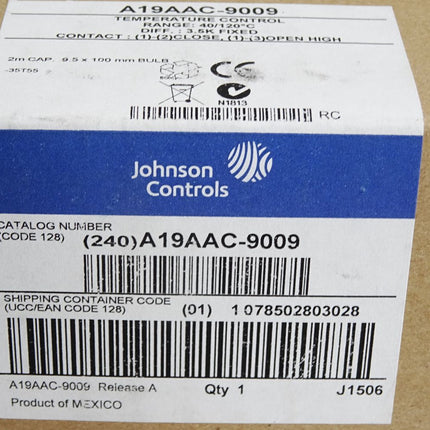 A19AAC-9009
TEMPERATURE CONTROL
RANGE: 40/120°C
DIFF. : 3.5K FIXED
CONTACT : (1)-(2)CLOSE, (1)-(3)OPEN HIGH
2m CAP. 9.5 x 100 mm BULB
-35T55
CE
N1813
RC
Johnson
Controls
CATALOG NUMBER
(CODE 128)
(240)A19AAC-9009
SHIPPING CONTAINER CODE
(UCC/EAN CODE 128)
(01) 1 078502803028
A19AAC-9009 Release A Qty 1 J1506
Product of MEXICO